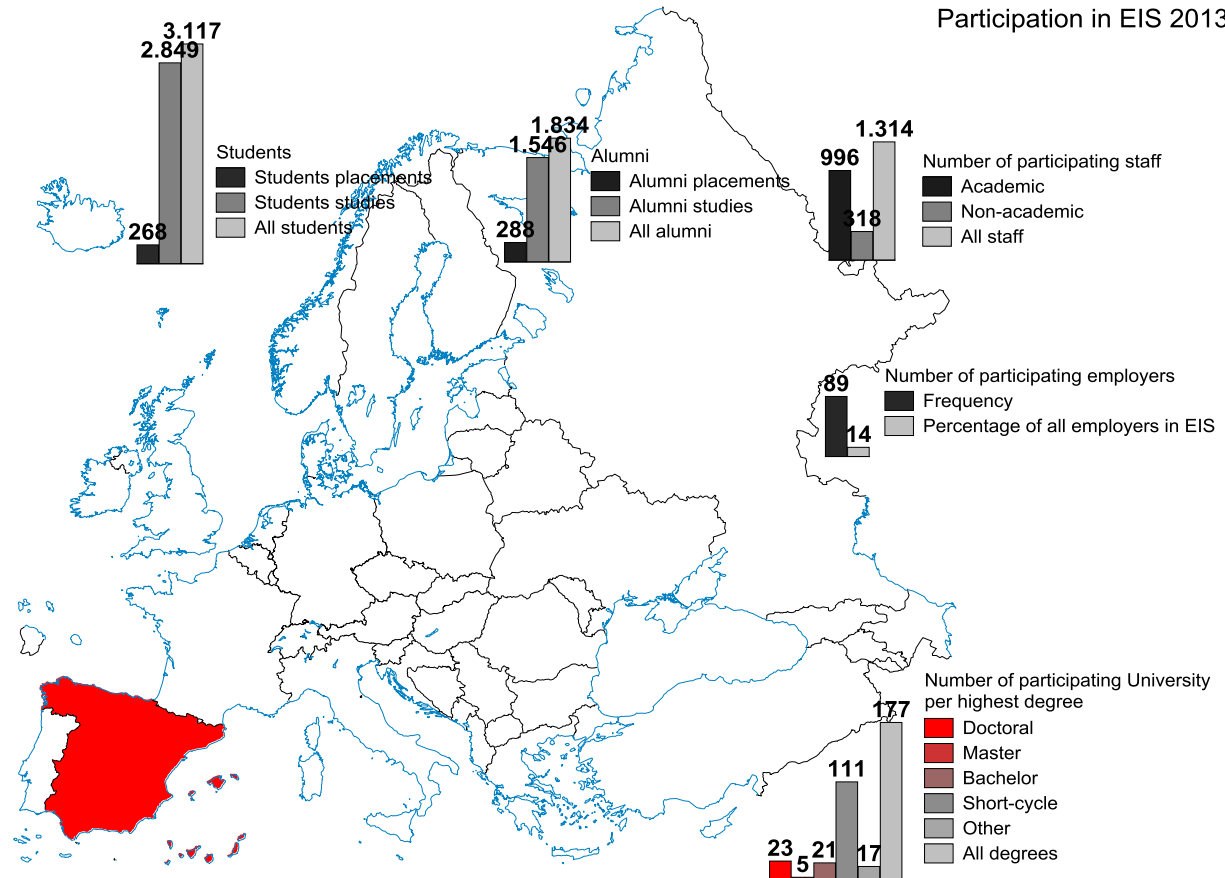 Participation in EIS 2013
3.117
2.849
268
Students
Students placements
Students studies
All students
1.834
1.546
288
Alumni
Alumni placements
Alumni studies
All alumni
1.314
996
318
Number of participating staff
Academic
Non-academic
All staff
89
14
Number of participating employers
Frequency
Percentage of all employers in EIS
Number of participating University
per highest degree
Doctoral
Master
Bachelor
Short-cycle
Other
All degrees
177
111
23
5
21
17